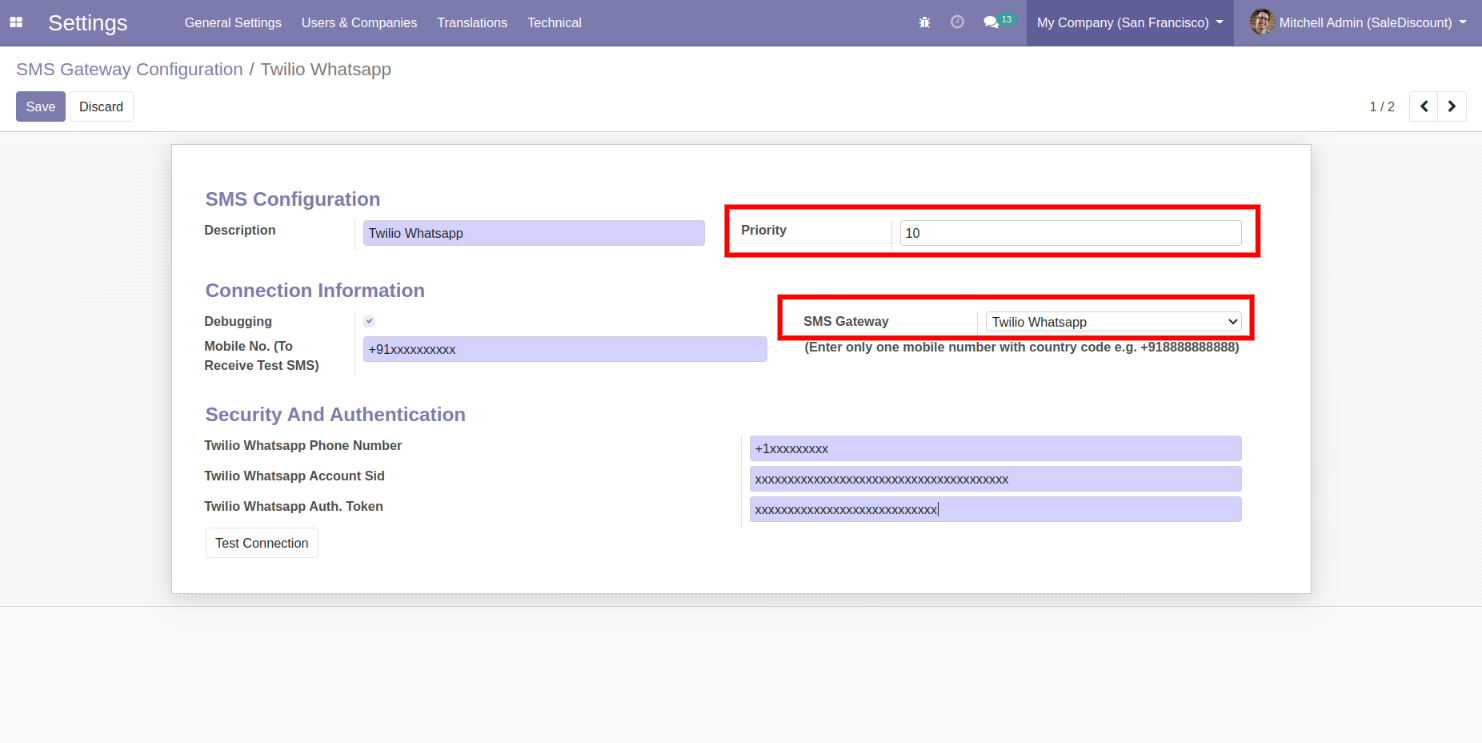 Settings General Settings Users & Companies Translations Technical 13 My Company (San Francisco) Mitchell Admin (SaleDiscount)
SMS Gateway Configuration / Twilio Whatsapp
Save Discard 1 / 2
SMS Configuration
Description Twilio Whatsapp Priority 10
Connection Information
Debugging SMS Gateway Twilio Whatsapp
Mobile No. (To
Receive Test SMS) +91xxxxxxxxxx (Enter only one mobile number with country code e.g. +918888888888)
Security And Authentication
Twilio Whatsapp Phone Number +1xxxxxxxxx
Twilio Whatsapp Account Sid xxxxxxxxxxxxxxxxxxxxxxxxxxxxxxxxxxxxxxx
Twilio Whatsapp Auth. Token xxxxxxxxxxxxxxxxxxxxxxxxxxxx
Test Connection